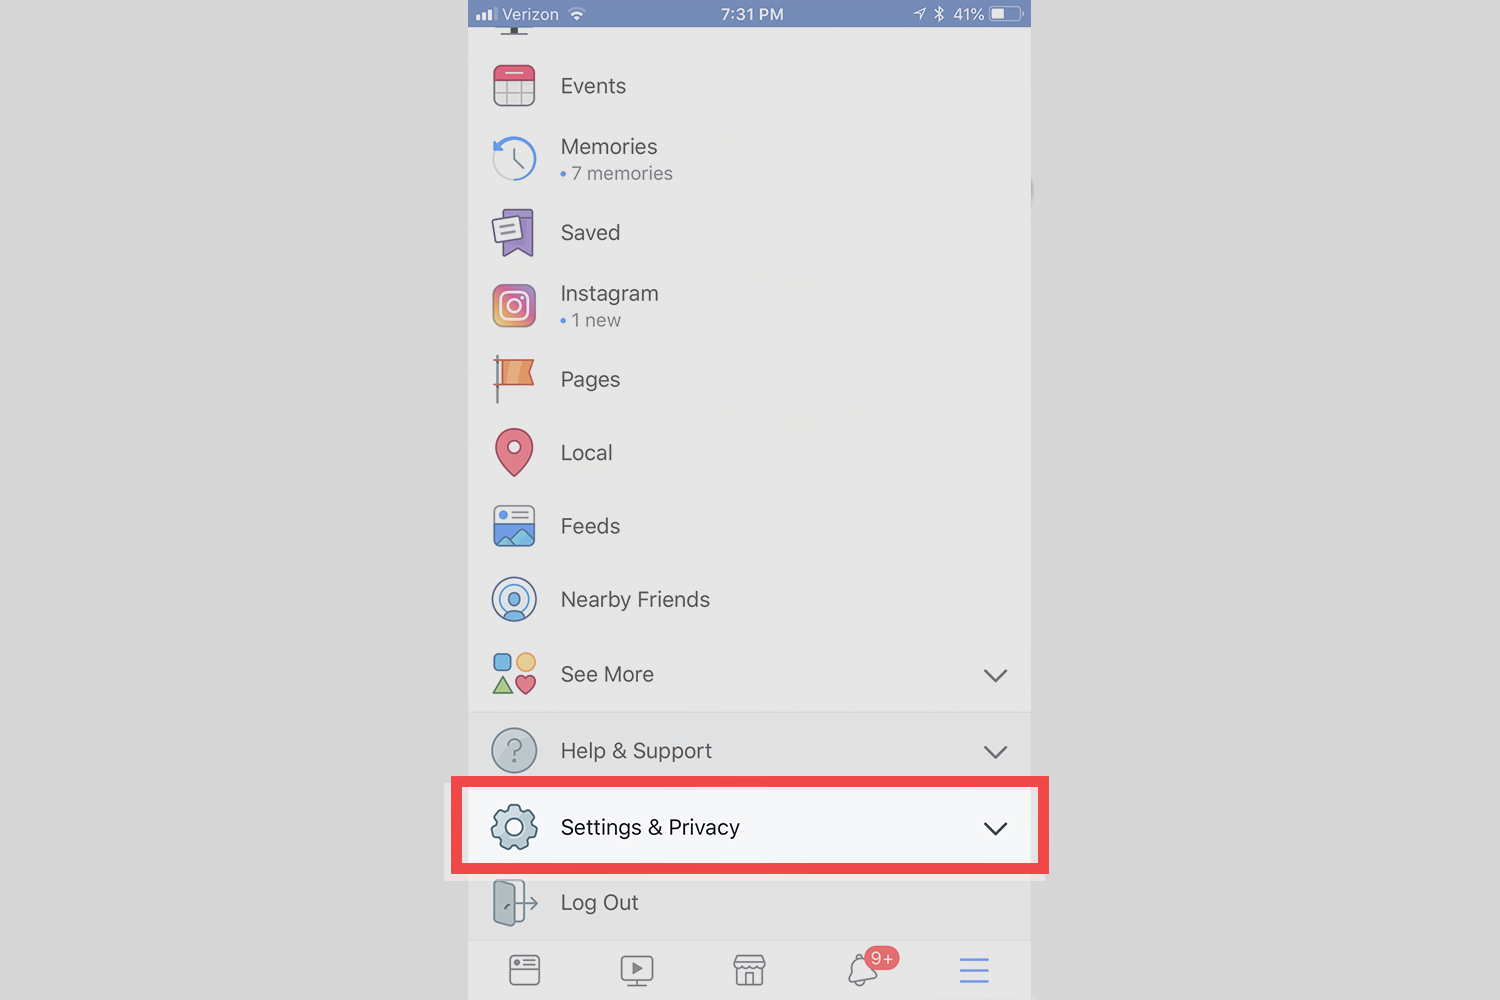 Verizon 7:31 PM 41%
Events
Memories
• 7 memories
Saved
Instagram
• 1 new
Pages
Local
Feeds
Nearby Friends
See More
? Help & Support
Settings & Privacy
Log Out
9+